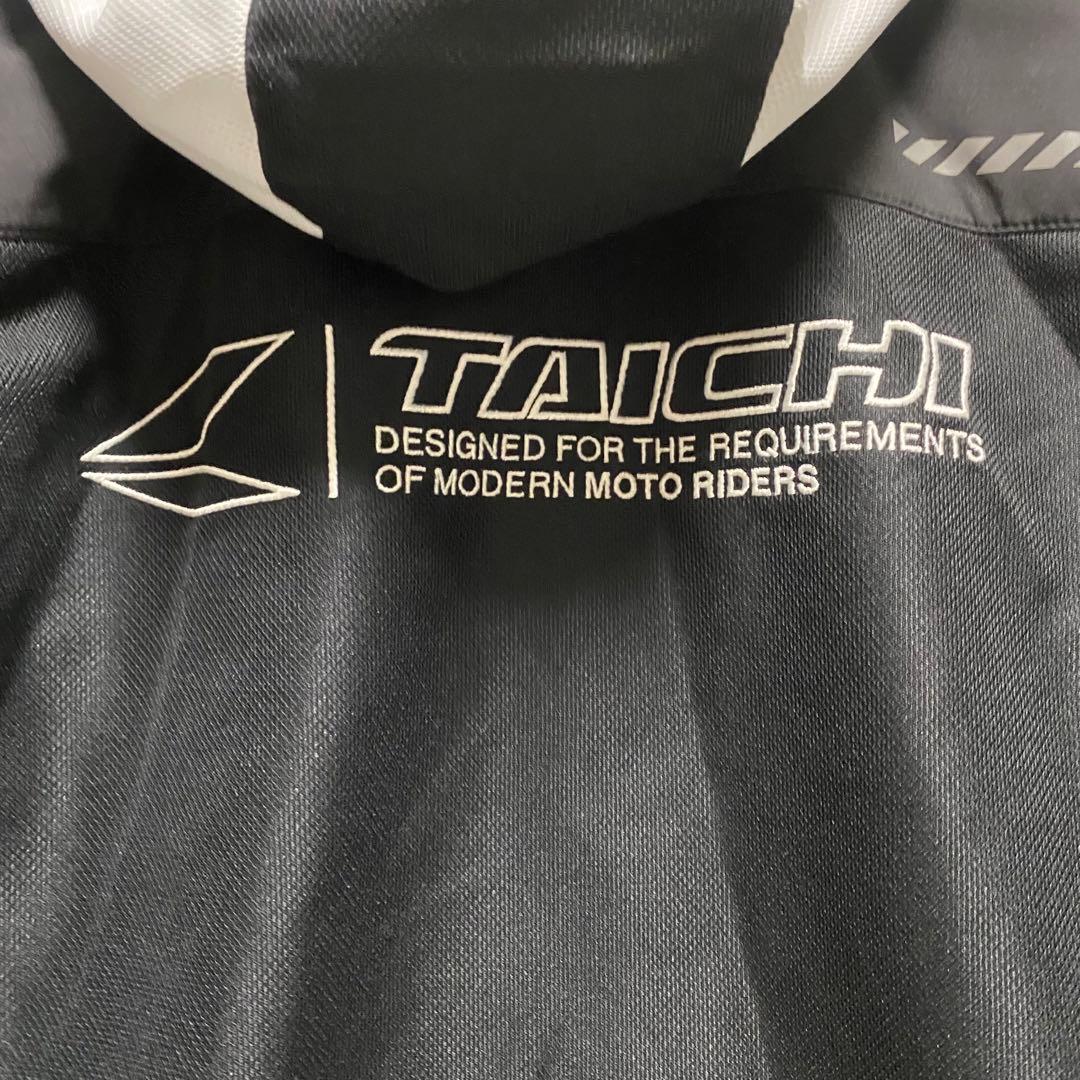 TAICHI
DESIGNED FOR THE REQUIREMENTS
OF MODERN MOTO RIDERS